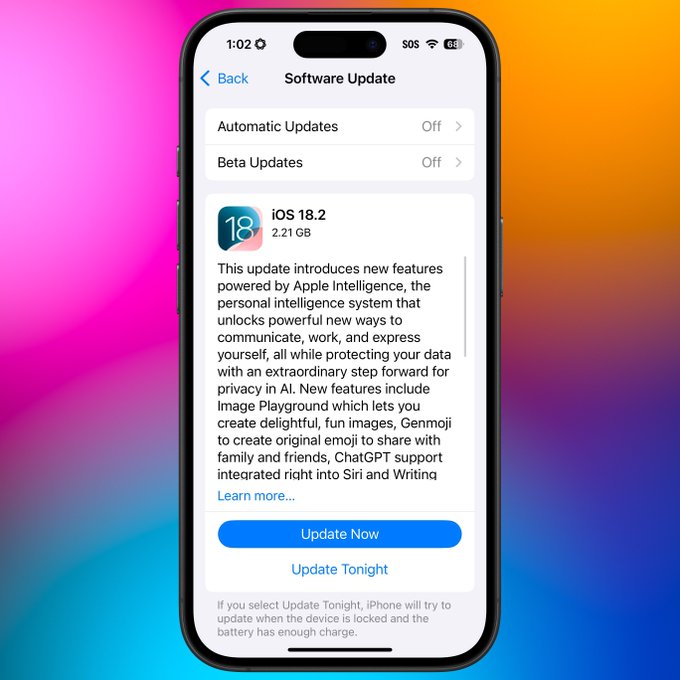 1:02 SOS 68
Back Software Update
Automatic Updates Off
Beta Updates Off
18 iOS 18.2
2.21 GB
This update introduces new features
powered by Apple Intelligence, the
personal intelligence system that
unlocks powerful new ways to
communicate, work, and express
yourself, all while protecting your data
with an extraordinary step forward for
privacy in AI. New features include
Image Playground which lets you
create delightful, fun images, Genmoji
to create original emoji to share with
family and friends, ChatGPT support
integrated right into Siri and Writing
Learn more...
Update Now
Update Tonight
If you select Update Tonight, iPhone will try to
update when the device is locked and the
battery has enough charge.